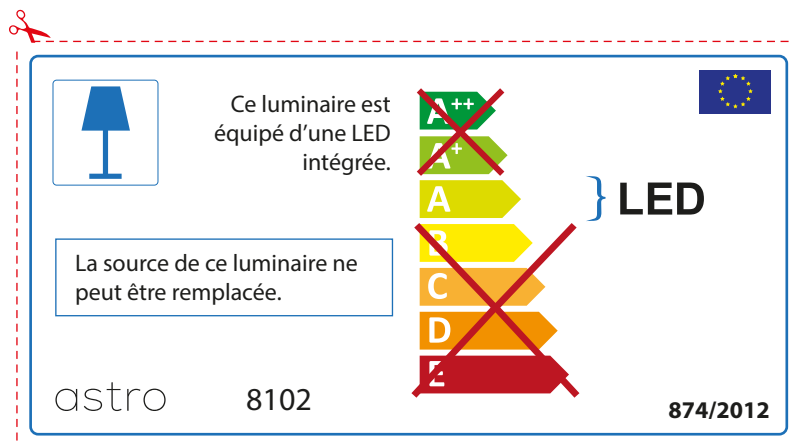 Ce luminaire est
équipé d’une LED
intégrée.
A++
A+
A
B
C
D
E
LED
La source de ce luminaire ne
peut être remplacée.
astro
8102
874/2012